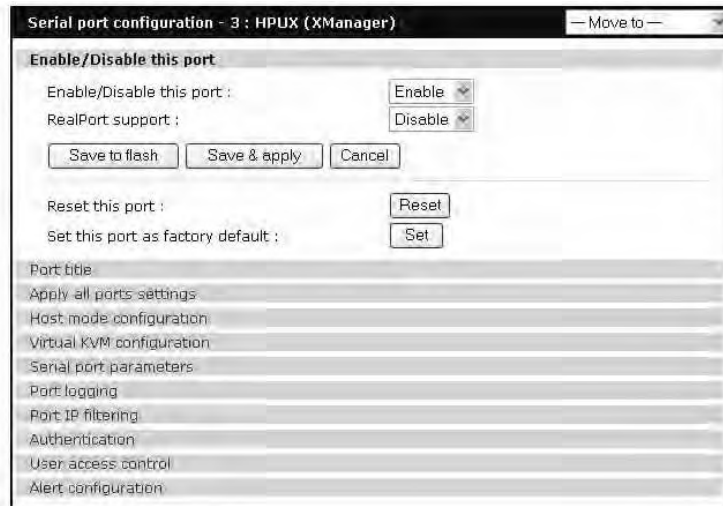 Serial port configuration - 3 : HPUX (XManager) — Move to —
Enable/Disable this port
Enable/Disable this port : Enable
RealPort support : Disable
Save to flash Save & apply Cancel
Reset this port : Reset
Set this port as factory default : Set
Port title
Apply all ports settings
Host mode configuration
Virtual KVM configuration
Serial port parameters
Port logging
Port IP filtering
Authentication
User access control
Alert configuration